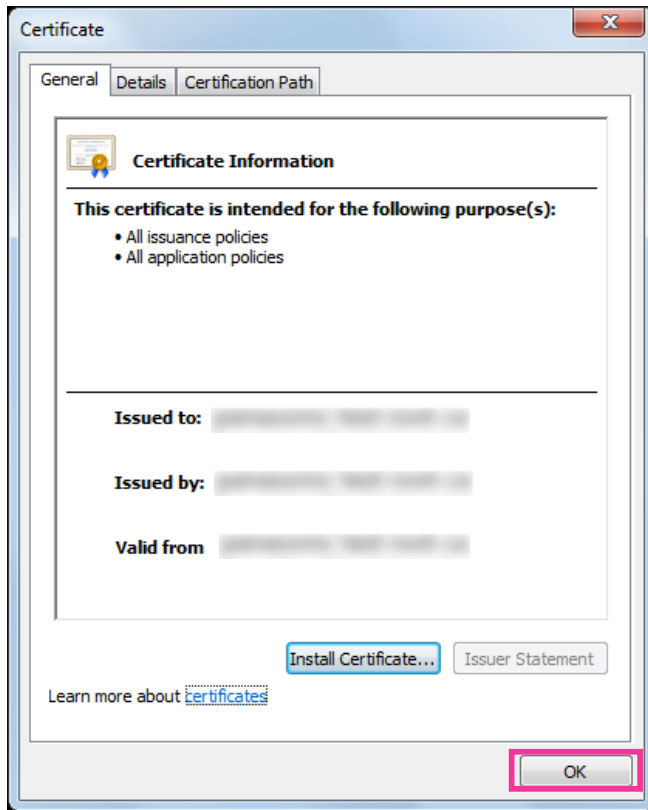 Certificate
General Details Certification Path
Certificate Information
This certificate is intended for the following purpose(s):
• All issuance policies
• All application policies
Issued to:
Issued by:
Valid from
Install Certificate... Issuer Statement
Learn more about certificates
OK